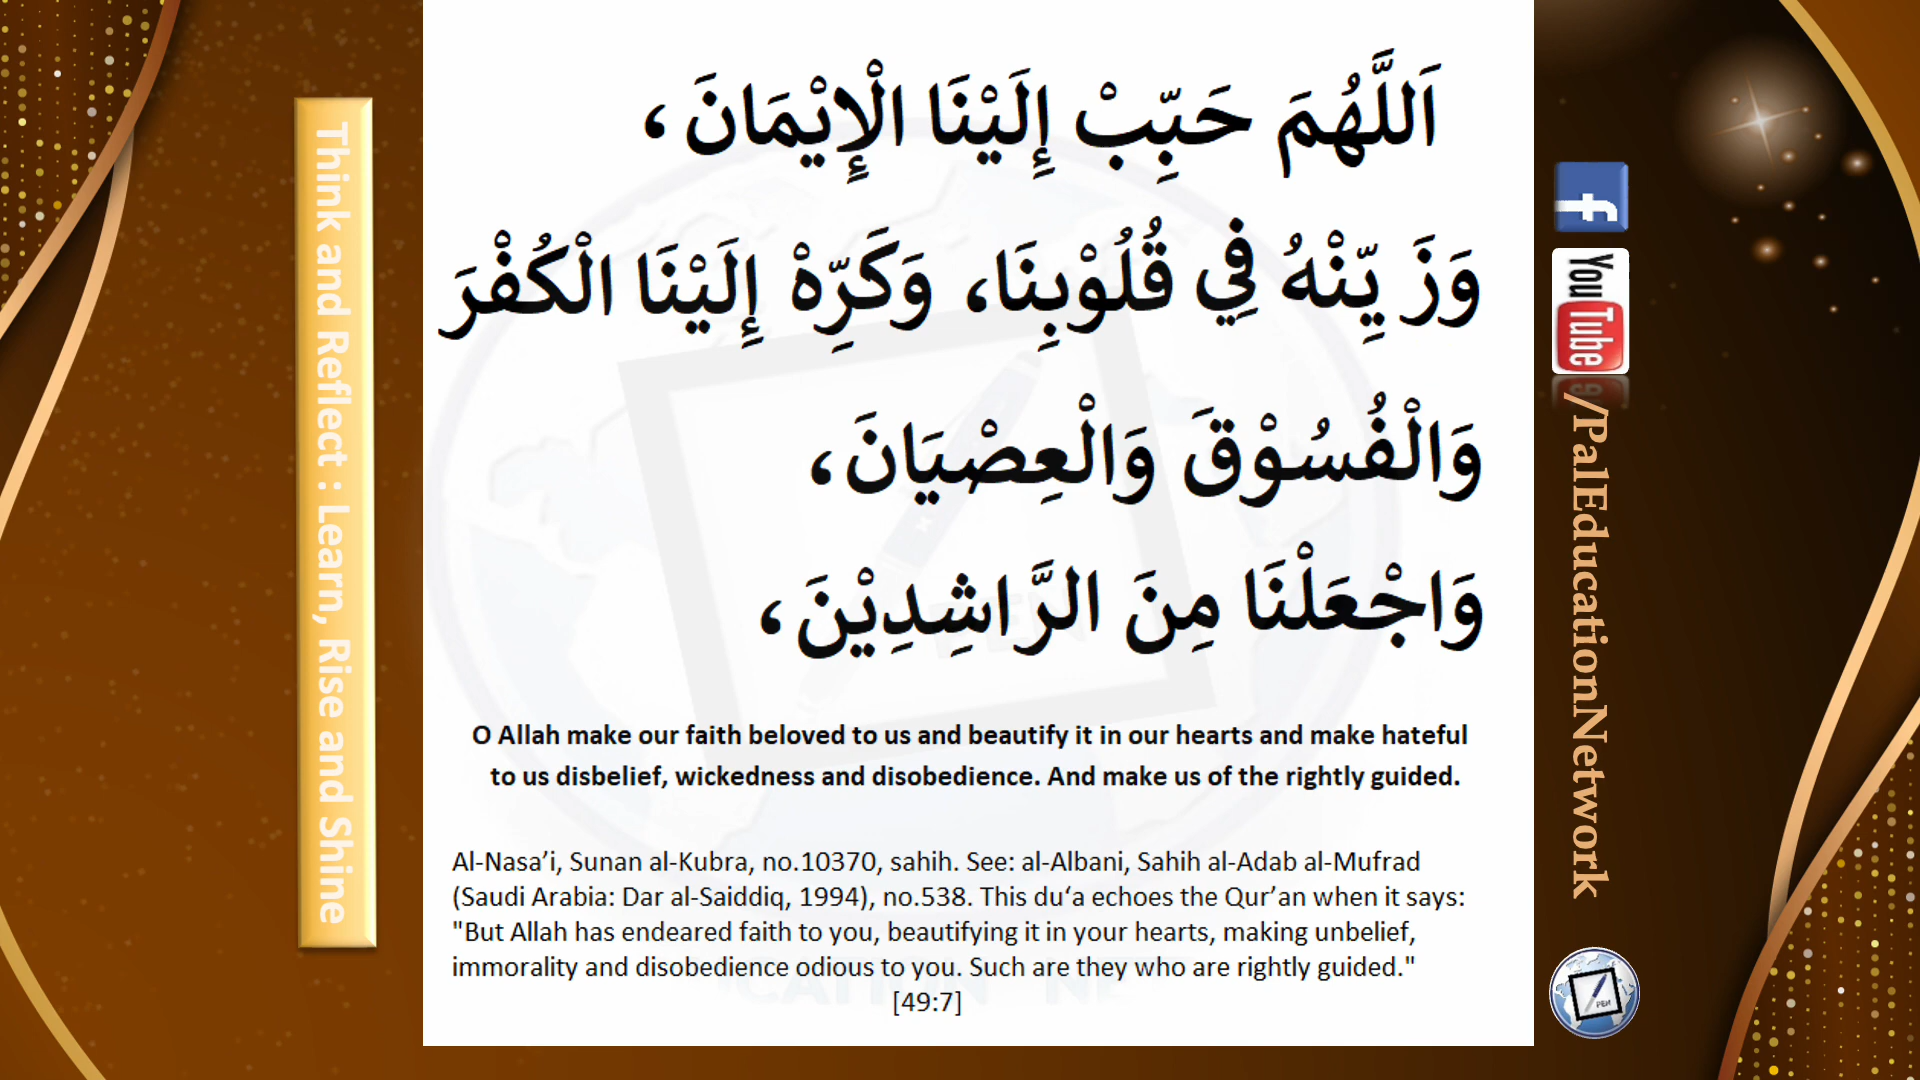 اَللَّهُمَ حَبِّبْ إِلَيْنَا الْإِيْمَانَ،
وَزَ يِّنْهُ فِي قُلُوْبِنَا، وَكَرِّهْ إِلَيْنَا الْكُفْرَ
وَالْفُسُوْقَ وَالْعِصْيَانَ،
وَاجْعَلْنَا مِنَ الرَّاشِدِيْنَ،
O Allah make our faith beloved to us and beautify it in our hearts and make hateful
to us disbelief, wickedness and disobedience. And make us of the rightly guided.
Al-Nasa’i, Sunan al-Kubra, no.10370, sahih. See: al-Albani, Sahih al-Adab al-Mufrad
(Saudi Arabia: Dar al-Saiddiq, 1994), no.538. This du‘a echoes the Qur’an when it says:
"But Allah has endeared faith to you, beautifying it in your hearts, making unbelief,
immorality and disobedience odious to you. Such are they who are rightly guided."
[49:7]
Think and Reflect : Learn, Rise and Shine
f
YouTube
/PalEducationNetwork
PEN